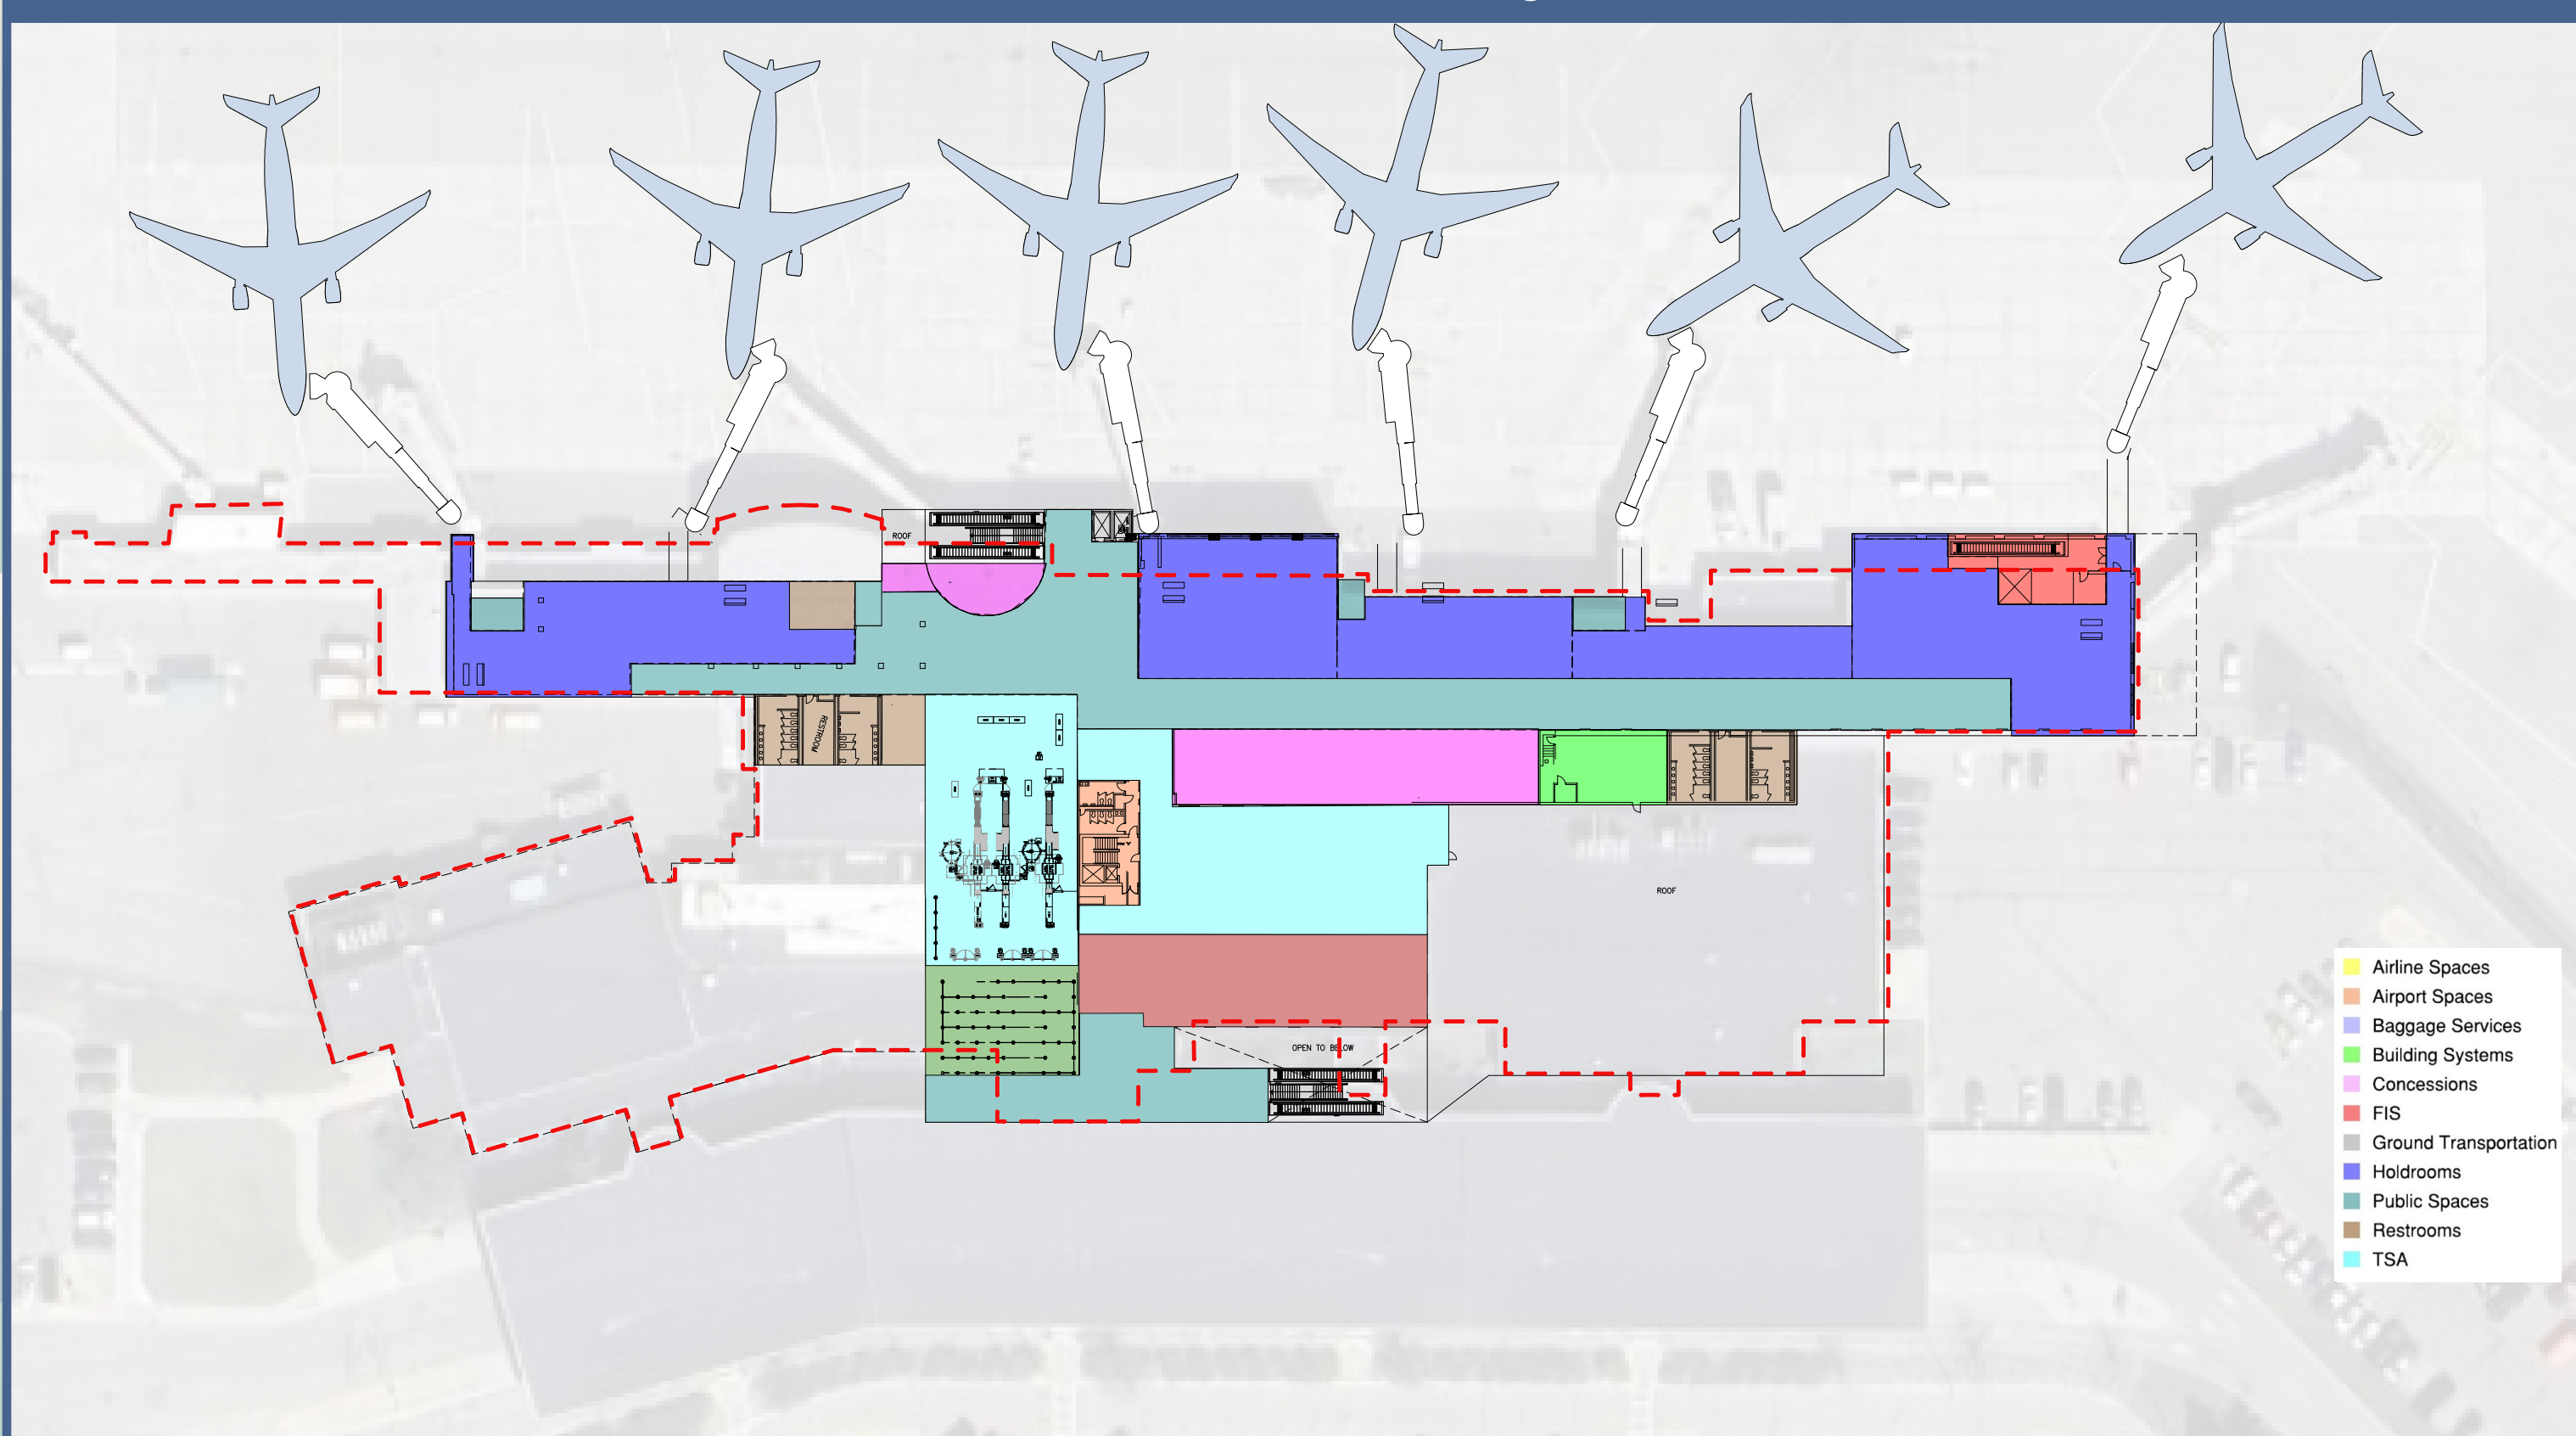 ROOF
RESTROOM
ROOF
OPEN TO BELOW
Airline Spaces
Airport Spaces
Baggage Services
Building Systems
Concessions
FIS
Ground Transportation
Holdrooms
Public Spaces
Restrooms
TSA